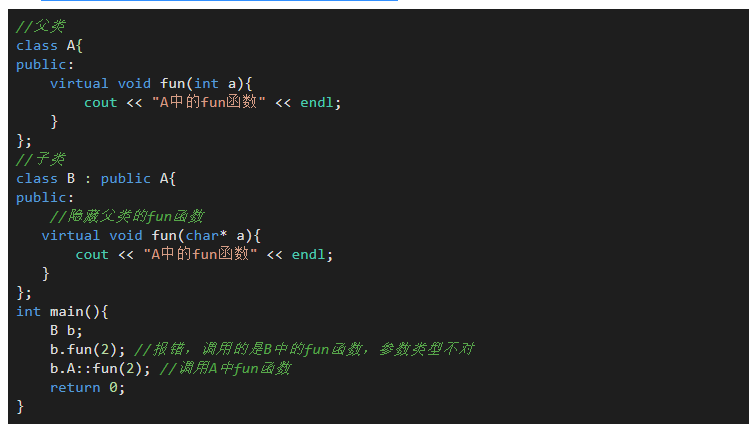 //父类
class A{
public:
    virtual void fun(int a){
        cout << "A中的fun函数" << endl;
    }
};
//子类
class B : public A{
public:
    //隐藏父类的fun函数
   virtual void fun(char* a){
       cout << "A中的fun函数" << endl;
   }
};
int main(){
    B b;
    b.fun(2); //报错，调用的是B中的fun函数，参数类型不对
    b.A::fun(2); //调用A中fun函数
    return 0;
}